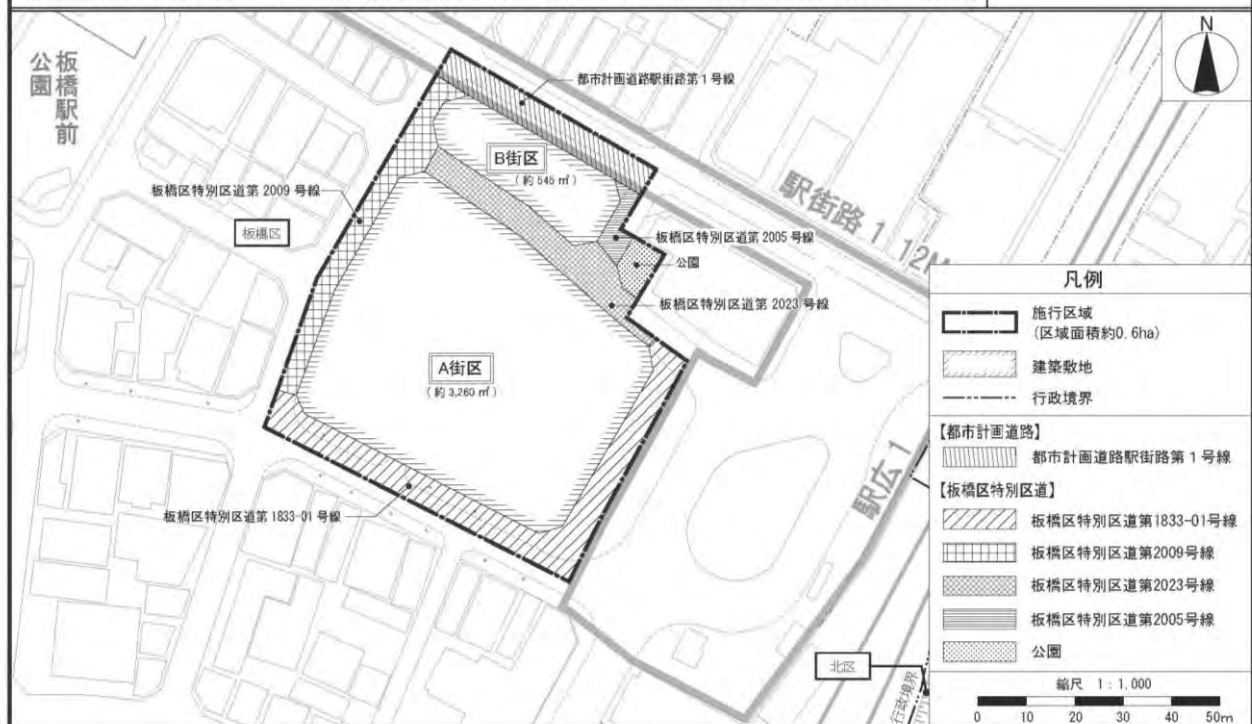 板橋駅前
公園
N
都市計画道路駅街路第1号線
B街区
(約 545 ㎡)
板橋区特別区道第 2009 号線
板橋区
駅街路 1 12M
板橋区特別区道第 2005 号線
公園
板橋区特別区道第 2023 号線
A街区
(約 3,260 ㎡)
板橋区特別区道第 1833-01 号線
駅広 1
北区
行政境界
凡例
施行区域
(区域面積約0.6ha)
建築敷地
行政境界
【都市計画道路】
都市計画道路駅街路第1号線
【板橋区特別区道】
板橋区特別区道第1833-01号線
板橋区特別区道第2009号線
板橋区特別区道第2023号線
板橋区特別区道第2005号線
公園
縮尺 1:1,000
0 10 20 30 40 50m